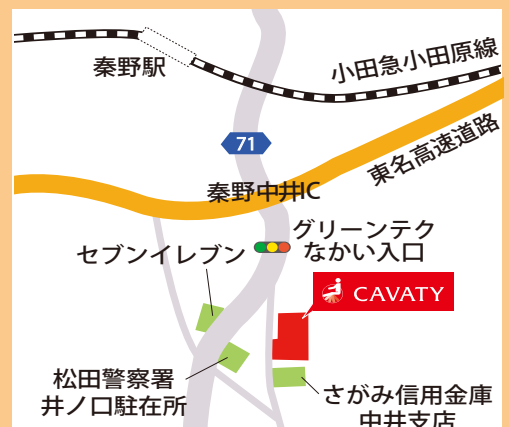 小田急小田原線
秦野駅
71
東名高速道路
秦野中井IC
グリーンテク
なかい入口
セブンイレブン
CAVATY
松田警察署
井ノ口駐在所
さがみ信用金庫
中井支店